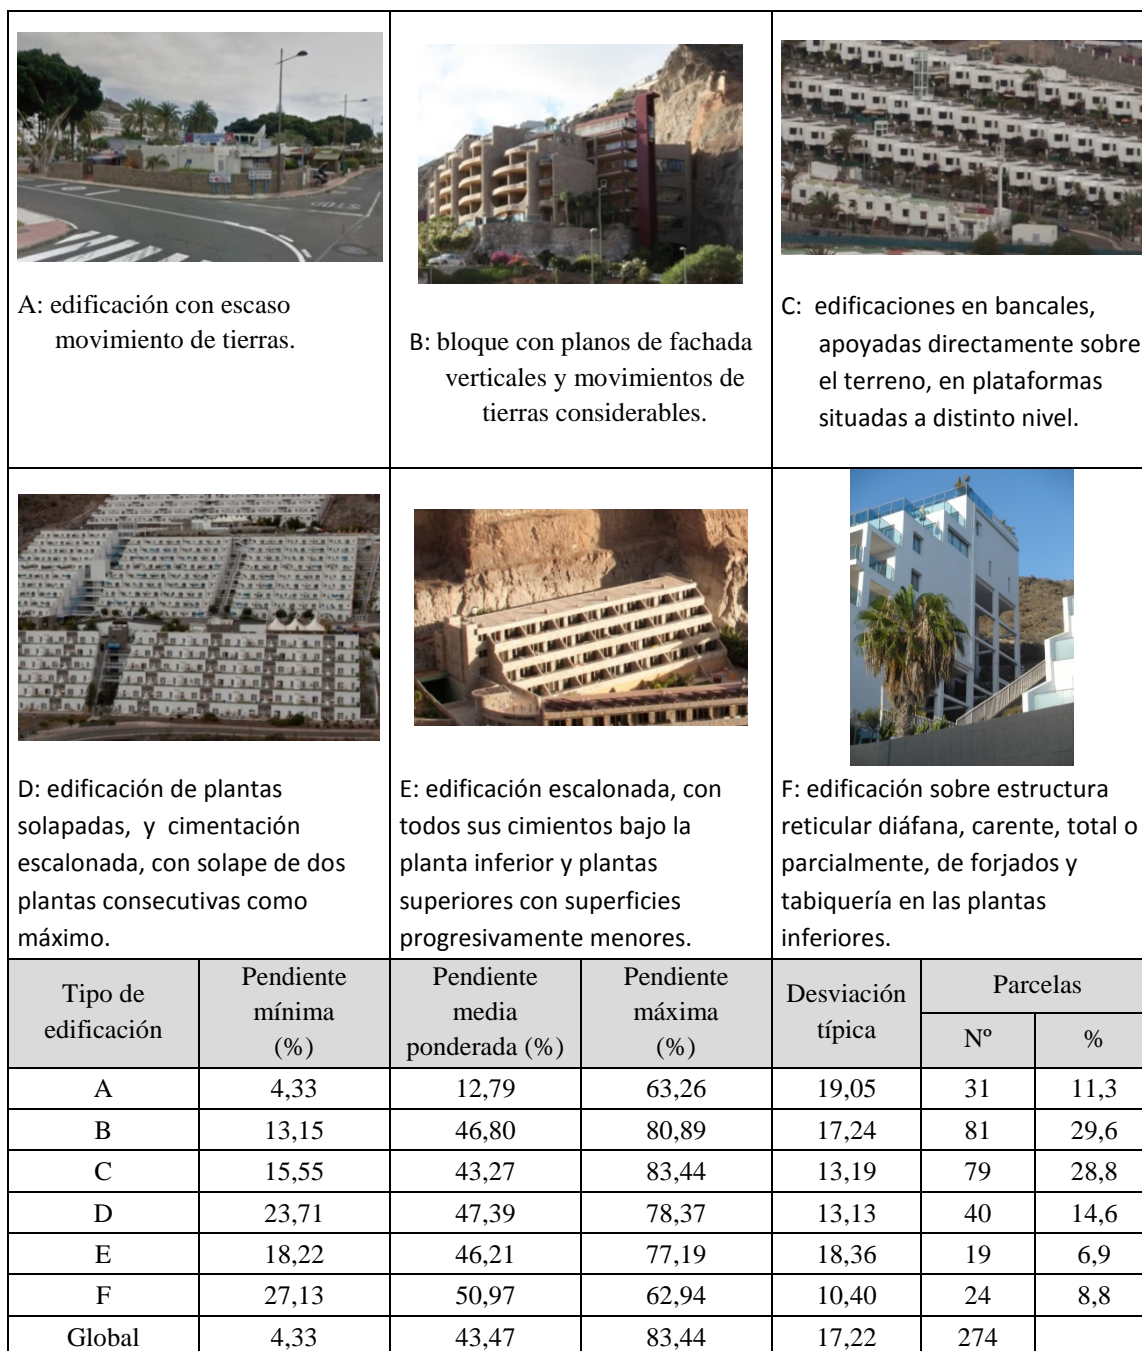 A: edificación con escaso
movimiento de tierras.
B: bloque con planos de fachada
verticales y movimientos de
tierras considerables.
C: edificaciones en bancales,
apoyadas directamente sobre
el terreno, en plataformas
situadas a distinto nivel.
D: edificación de plantas
solapadas, y cimentación
escalonada, con solape de dos
plantas consecutivas como
máximo.
E: edificación escalonada, con
todos sus cimientos bajo la
planta inferior y plantas
superiores con superficies
progresivamente menores.
F: edificación sobre estructura
reticular diáfana, carente, total o
parcialmente, de forjados y
tabiquería en las plantas
inferiores.
Tipo de
edificación
Pendiente
mínima
(%)
Pendiente
media
ponderada (%)
Pendiente
máxima
(%)
Desviación
típica
Parcelas
Nº
%
A 4,33 12,79 63,26 19,05 31 11,3
B 13,15 46,80 80,89 17,24 81 29,6
C 15,55 43,27 83,44 13,19 79 28,8
D 23,71 47,39 78,37 13,13 40 14,6
E 18,22 46,21 77,19 18,36 19 6,9
F 27,13 50,97 62,94 10,40 24 8,8
Global 4,33 43,47 83,44 17,22 274